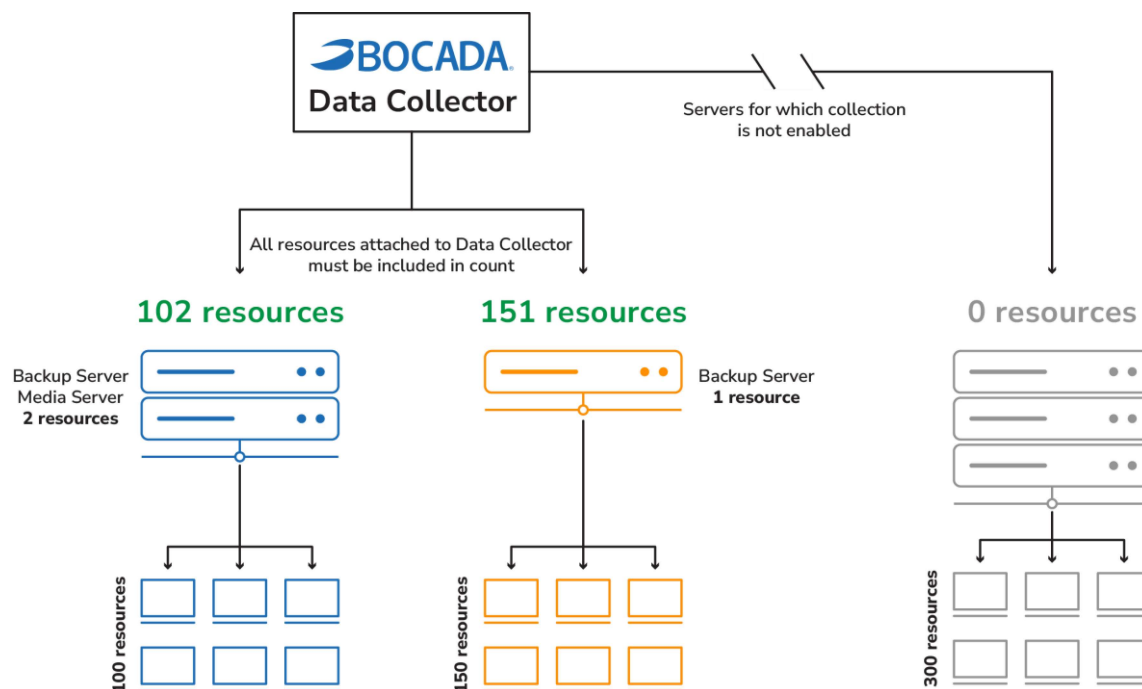 BOCADA
Data Collector
Servers for which collection
is not enabled
All resources attached to Data Collector
must be included in count
102 resources
151 resources
0 resources
Backup Server
Media Server
2 resources
Backup Server
1 resource
100 resources
150 resources
300 resources